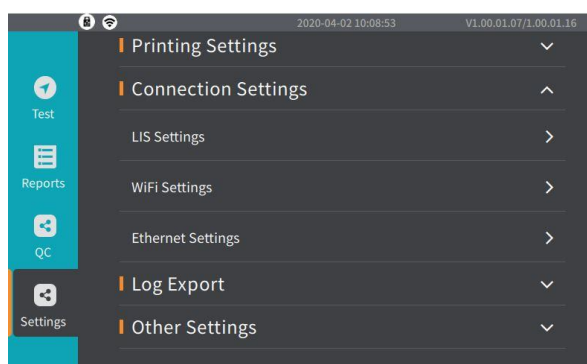 2020-04-02 10:08:53 V1.00.01.07/1.00.01.16
Printing Settings
Connection Settings
Test
LIS Settings
Reports
WiFi Settings
QC
Ethernet Settings
Log Export
Settings
Other Settings